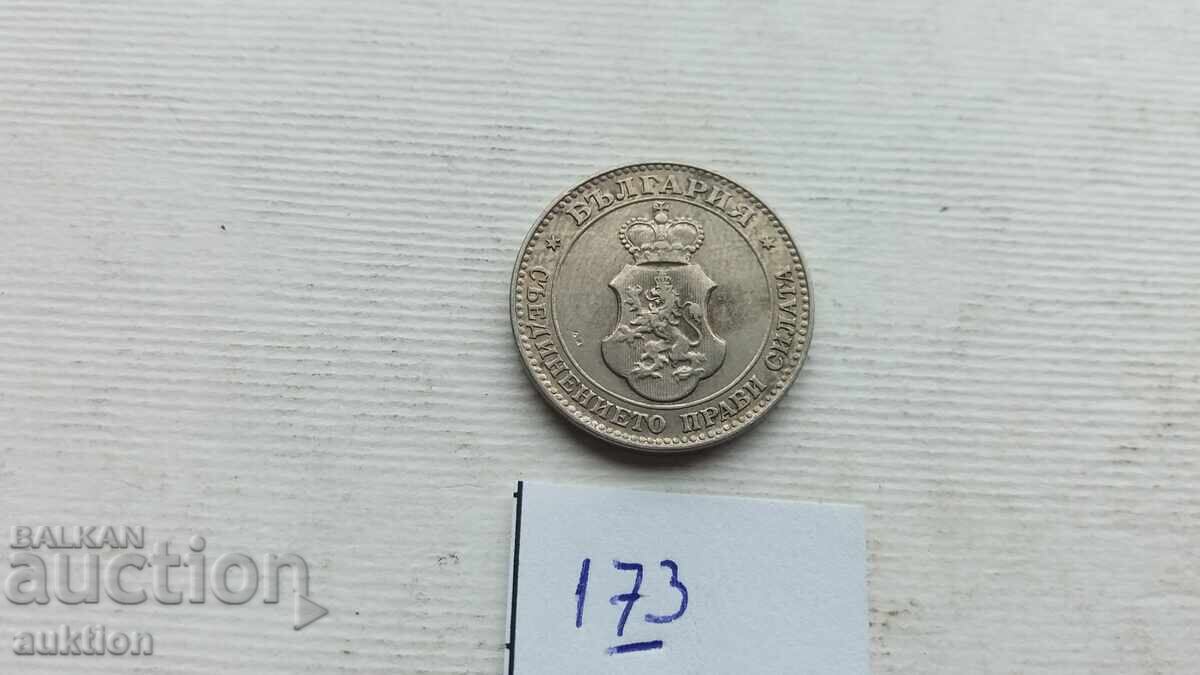 * БЪЛГАРИЯ *
СЪЕДИНЕНИЕТО ПРАВИ СИЛАТА
173
BALKAN
auction
auktion